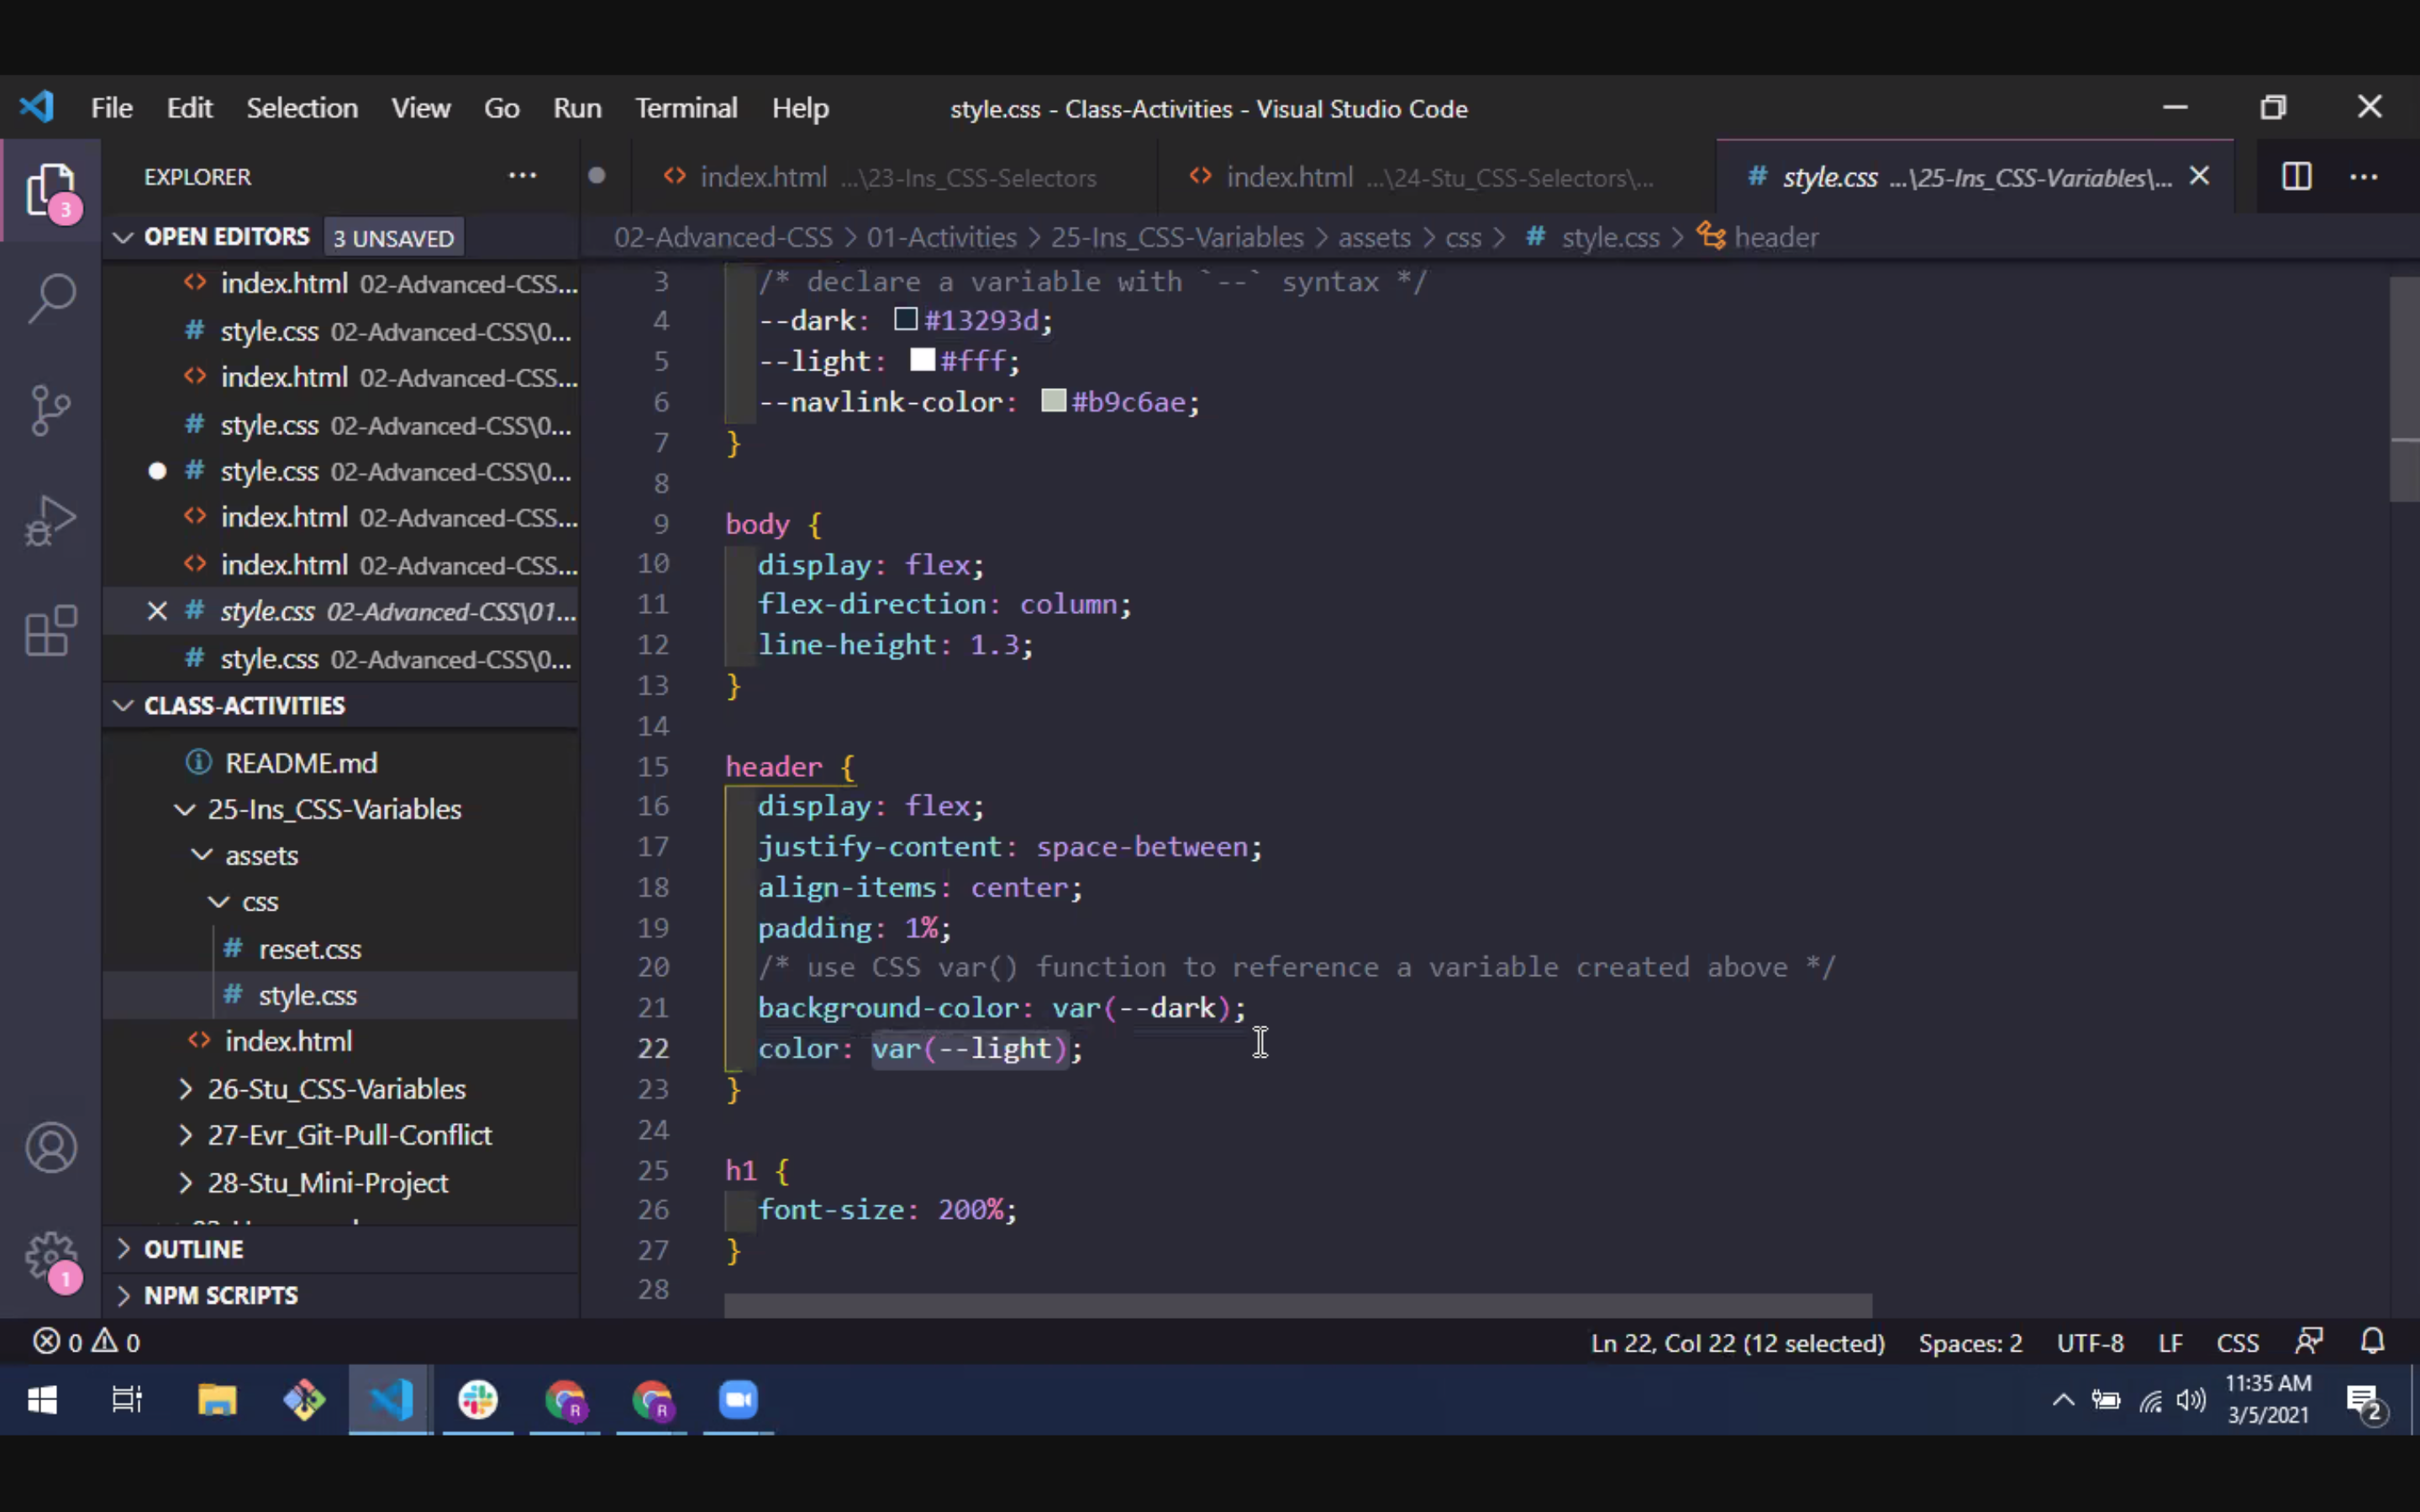 File Edit Selection View Go Run Terminal Help style.css - Class-Activities - Visual Studio Code
EXPLORER ...
index.html ...\23-Ins_CSS-Selectors
index.html ...\24-Stu_CSS-Selectors\...
# style.css ...\25-Ins_CSS-Variables\...
3
OPEN EDITORS 3 UNSAVED
02-Advanced-CSS > 01-Activities > 25-Ins_CSS-Variables > assets > css > # style.css > header
index.html 02-Advanced-CSS...
# style.css 02-Advanced-CSS\0...
index.html 02-Advanced-CSS...
# style.css 02-Advanced-CSS\0...
# style.css 02-Advanced-CSS\0...
index.html 02-Advanced-CSS...
index.html 02-Advanced-CSS...
# style.css 02-Advanced-CSS\01...
# style.css 02-Advanced-CSS\0...
CLASS-ACTIVITIES
README.md
25-Ins_CSS-Variables
assets
css
# reset.css
# style.css
index.html
26-Stu_CSS-Variables
27-Evr_Git-Pull-Conflict
28-Stu_Mini-Project
OUTLINE
NPM SCRIPTS
1
3 /* declare a variable with `--` syntax */
4 --dark: #13293d;
5 --light: #fff;
6 --navlink-color: #b9c6ae;
7 }
8
9 body {
10 display: flex;
11 flex-direction: column;
12 line-height: 1.3;
13 }
14
15 header {
16 display: flex;
17 justify-content: space-between;
18 align-items: center;
19 padding: 1%;
20 /* use CSS var() function to reference a variable created above */
21 background-color: var(--dark);
22 color: var(--light);
23 }
24
25 h1 {
26 font-size: 200%;
27 }
28
0 0 Ln 22, Col 22 (12 selected) Spaces: 2 UTF-8 LF CSS
R R 11:35 AM
3/5/2021
2